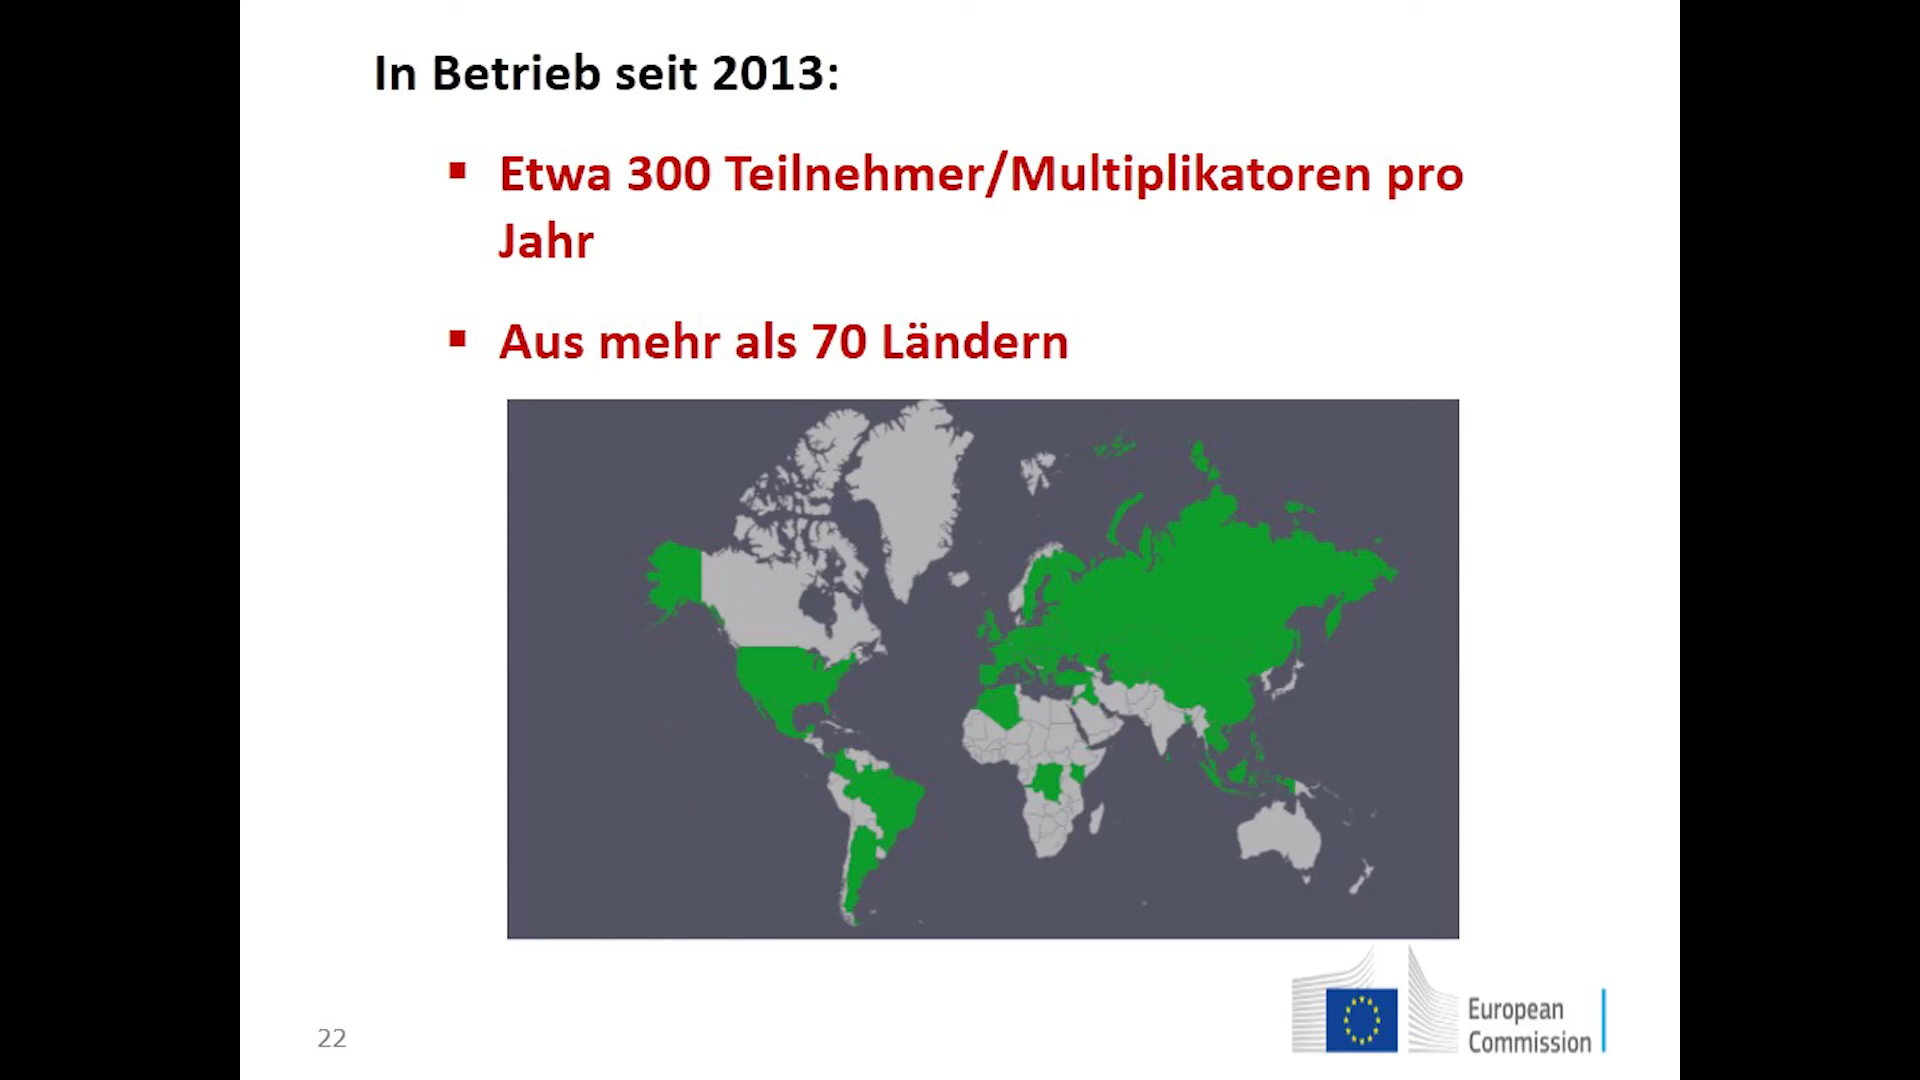 In Betrieb seit 2013:
▪ Etwa 300 Teilnehmer/Multiplikatoren pro
Jahr
▪ Aus mehr als 70 Ländern
22
European
Commission